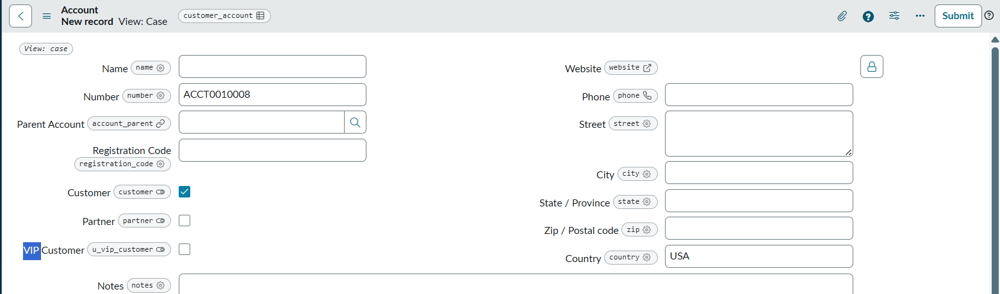 Account
New record View: Case
customer_account
Submit
View: case
Name name
Number number ACCT0010008
Parent Account account_parent
Registration Code
registration_code
Customer customer
Partner partner
VIP Customer u_vip_customer
Website website
Phone phone
Street street
City city
State / Province state
Zip / Postal code zip
Country country USA
Notes notes